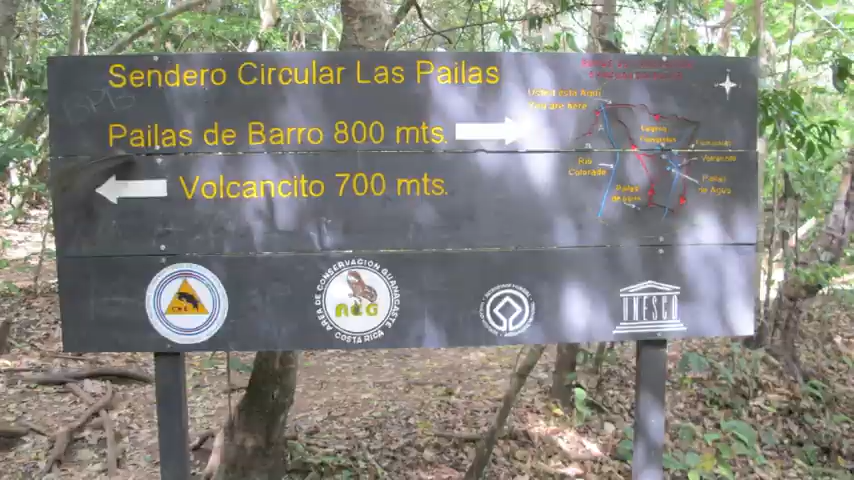 Sendero Circular Las Pailas
Pailas de Barro 800 mts.
Volcancito 700 mts.
Usted esta Aqui
You are here
Rio
Colorado
Pailas
de Barro
Volcancito
Pailas
de Agua
AREA DE CONSERVACION GUANACASTE
ACG
COSTA RICA
UNESCO